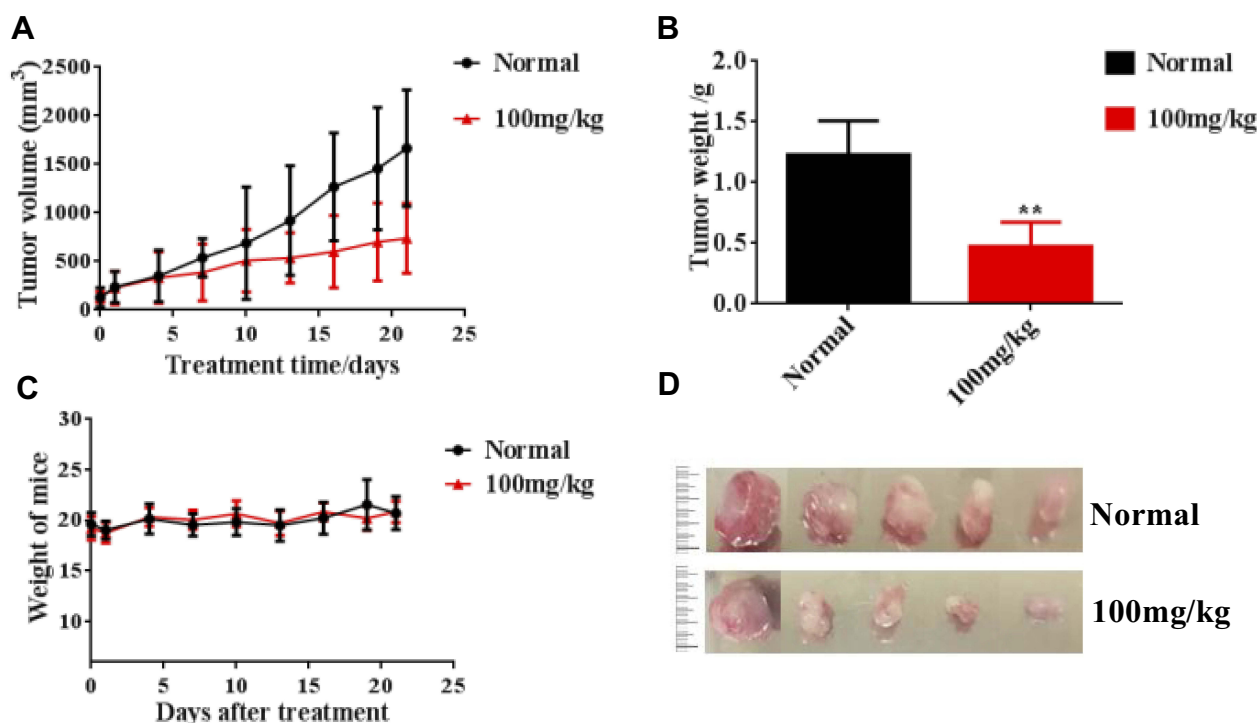 A
Normal
100mg/kg
Tumor volume (mm³)
2500
2000
1500
1000
500
0
0 5 10 15 20 25
Treatment time/days
B
Normal
100mg/kg
Tumor weight /g
2.0
1.5
1.0
0.5
0.0
**
Normal
100mg/kg
C
Normal
100mg/kg
Weight of mice
30
25
20
15
10
0 5 10 15 20 25
Days after treatment
D
Normal
100mg/kg